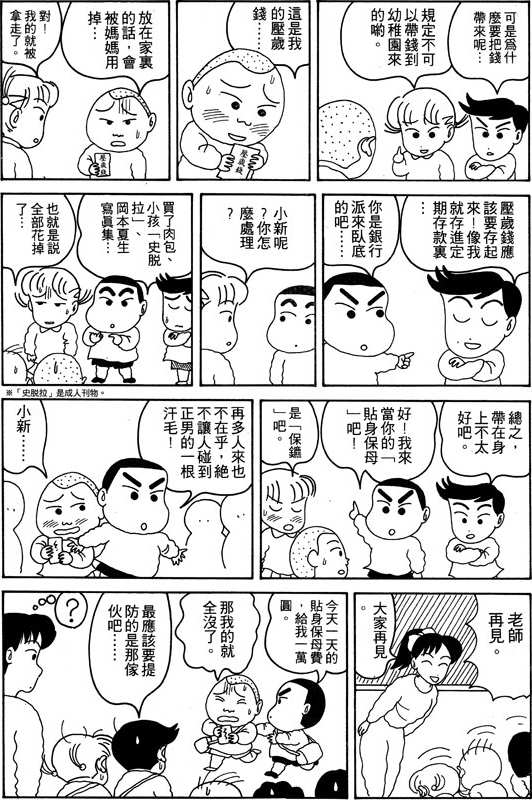 這是我
的壓歲
錢……
壓歲錢
放在家裏
的話，會
被媽媽用
掉……
對！
我的就被
拿走了。
可是爲什
麼要把錢
帶來呢…
規定不可
以帶錢到
幼稚園來
的喲。
壓歲錢應
該要存起
來！像我
就存進定
期存款裏
你是銀行
派來臥底
的吧……
小新呢
？你怎
麼處理
？
買了肉包、
小孩「史脱
拉」、
岡本夏生
寫眞集…
也就是説
全部花掉
了…
※「史脱拉」是成人刊物。
總之，
帶在身
上不太
好吧。
好！我來
當你的「
貼身保母
」吧！
是「保鑣
」吧。
再多人來也
不在乎，絶
不讓人碰到
正男的一根
汗毛！
小新……
老師
再見。
大家再見
。
今天一天的
貼身保母費
，給我一萬
圓。
那我的就
全沒了。
最應該要提
防的是那傢
伙吧……
？